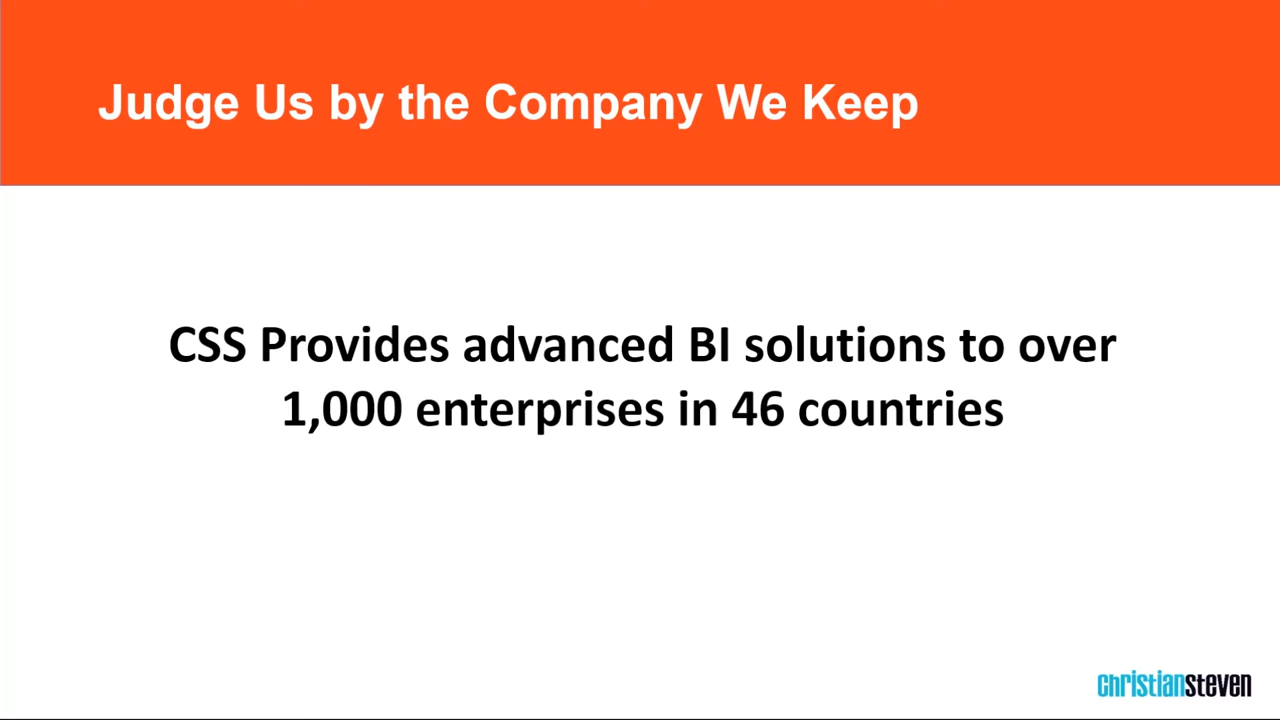 Judge Us by the Company We Keep
CSS Provides advanced BI solutions to over
1,000 enterprises in 46 countries
christiansteven